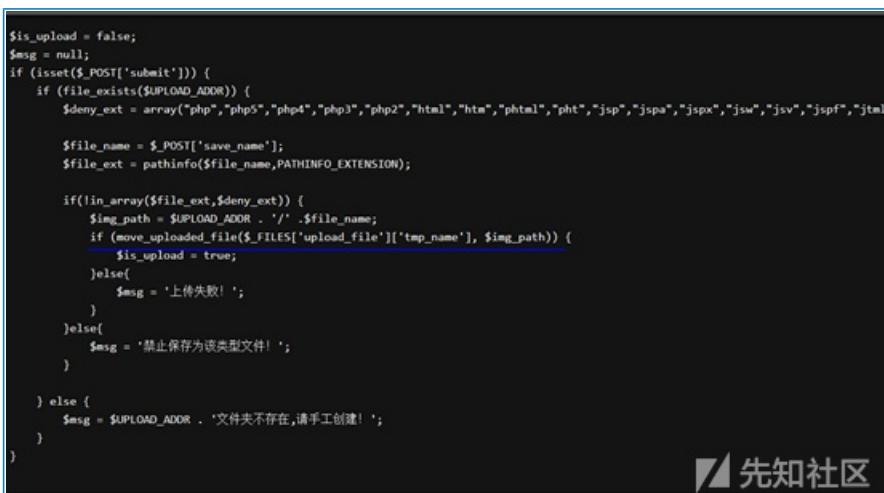 $is_upload = false;
$msg = null;
if (isset($_POST['submit'])) {
if (file_exists($UPLOAD_ADDR)) {
$deny_ext = array("php","php5","php4","php3","php2","html","htm","phtml","pht","jsp","jspa","jspx","jsw","jsv","jspf","jtml
$file_name = $_POST['save_name'];
$file_ext = pathinfo($file_name,PATHINFO_EXTENSION);
if(!in_array($file_ext,$deny_ext)) {
$img_path = $UPLOAD_ADDR . '/' .$file_name;
if (move_uploaded_file($_FILES['upload_file']['tmp_name'], $img_path)) {
$is_upload = true;
}else{
$msg = '上传失败！';
}
}else{
$msg = '禁止保存为该类型文件！';
}
} else {
$msg = $UPLOAD_ADDR . '文件夹不存在,请手工创建！';
}
}
先知社区